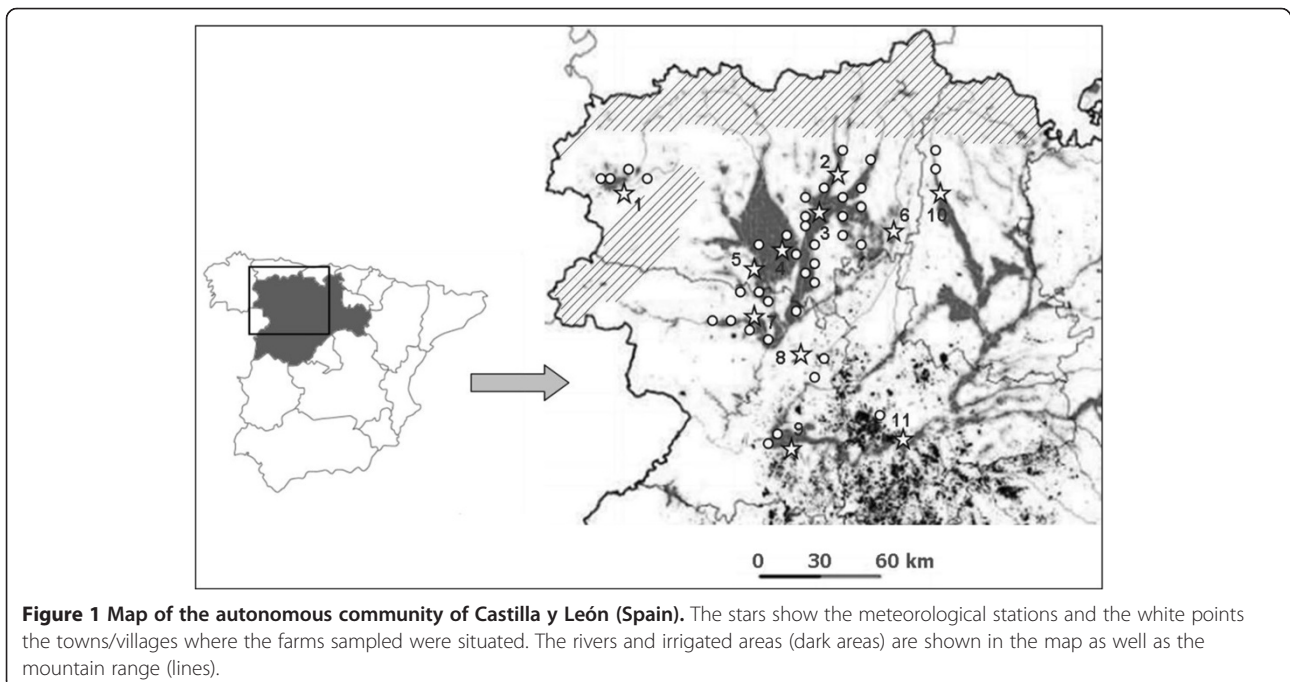 2
1
10
6
3
4
5
7
8
9
11
0 30 60 km
Figure 1 Map of the autonomous community of Castilla y León (Spain). The stars show the meteorological stations and the white points
the towns/villages where the farms sampled were situated. The rivers and irrigated areas (dark areas) are shown in the map as well as the
mountain range (lines).